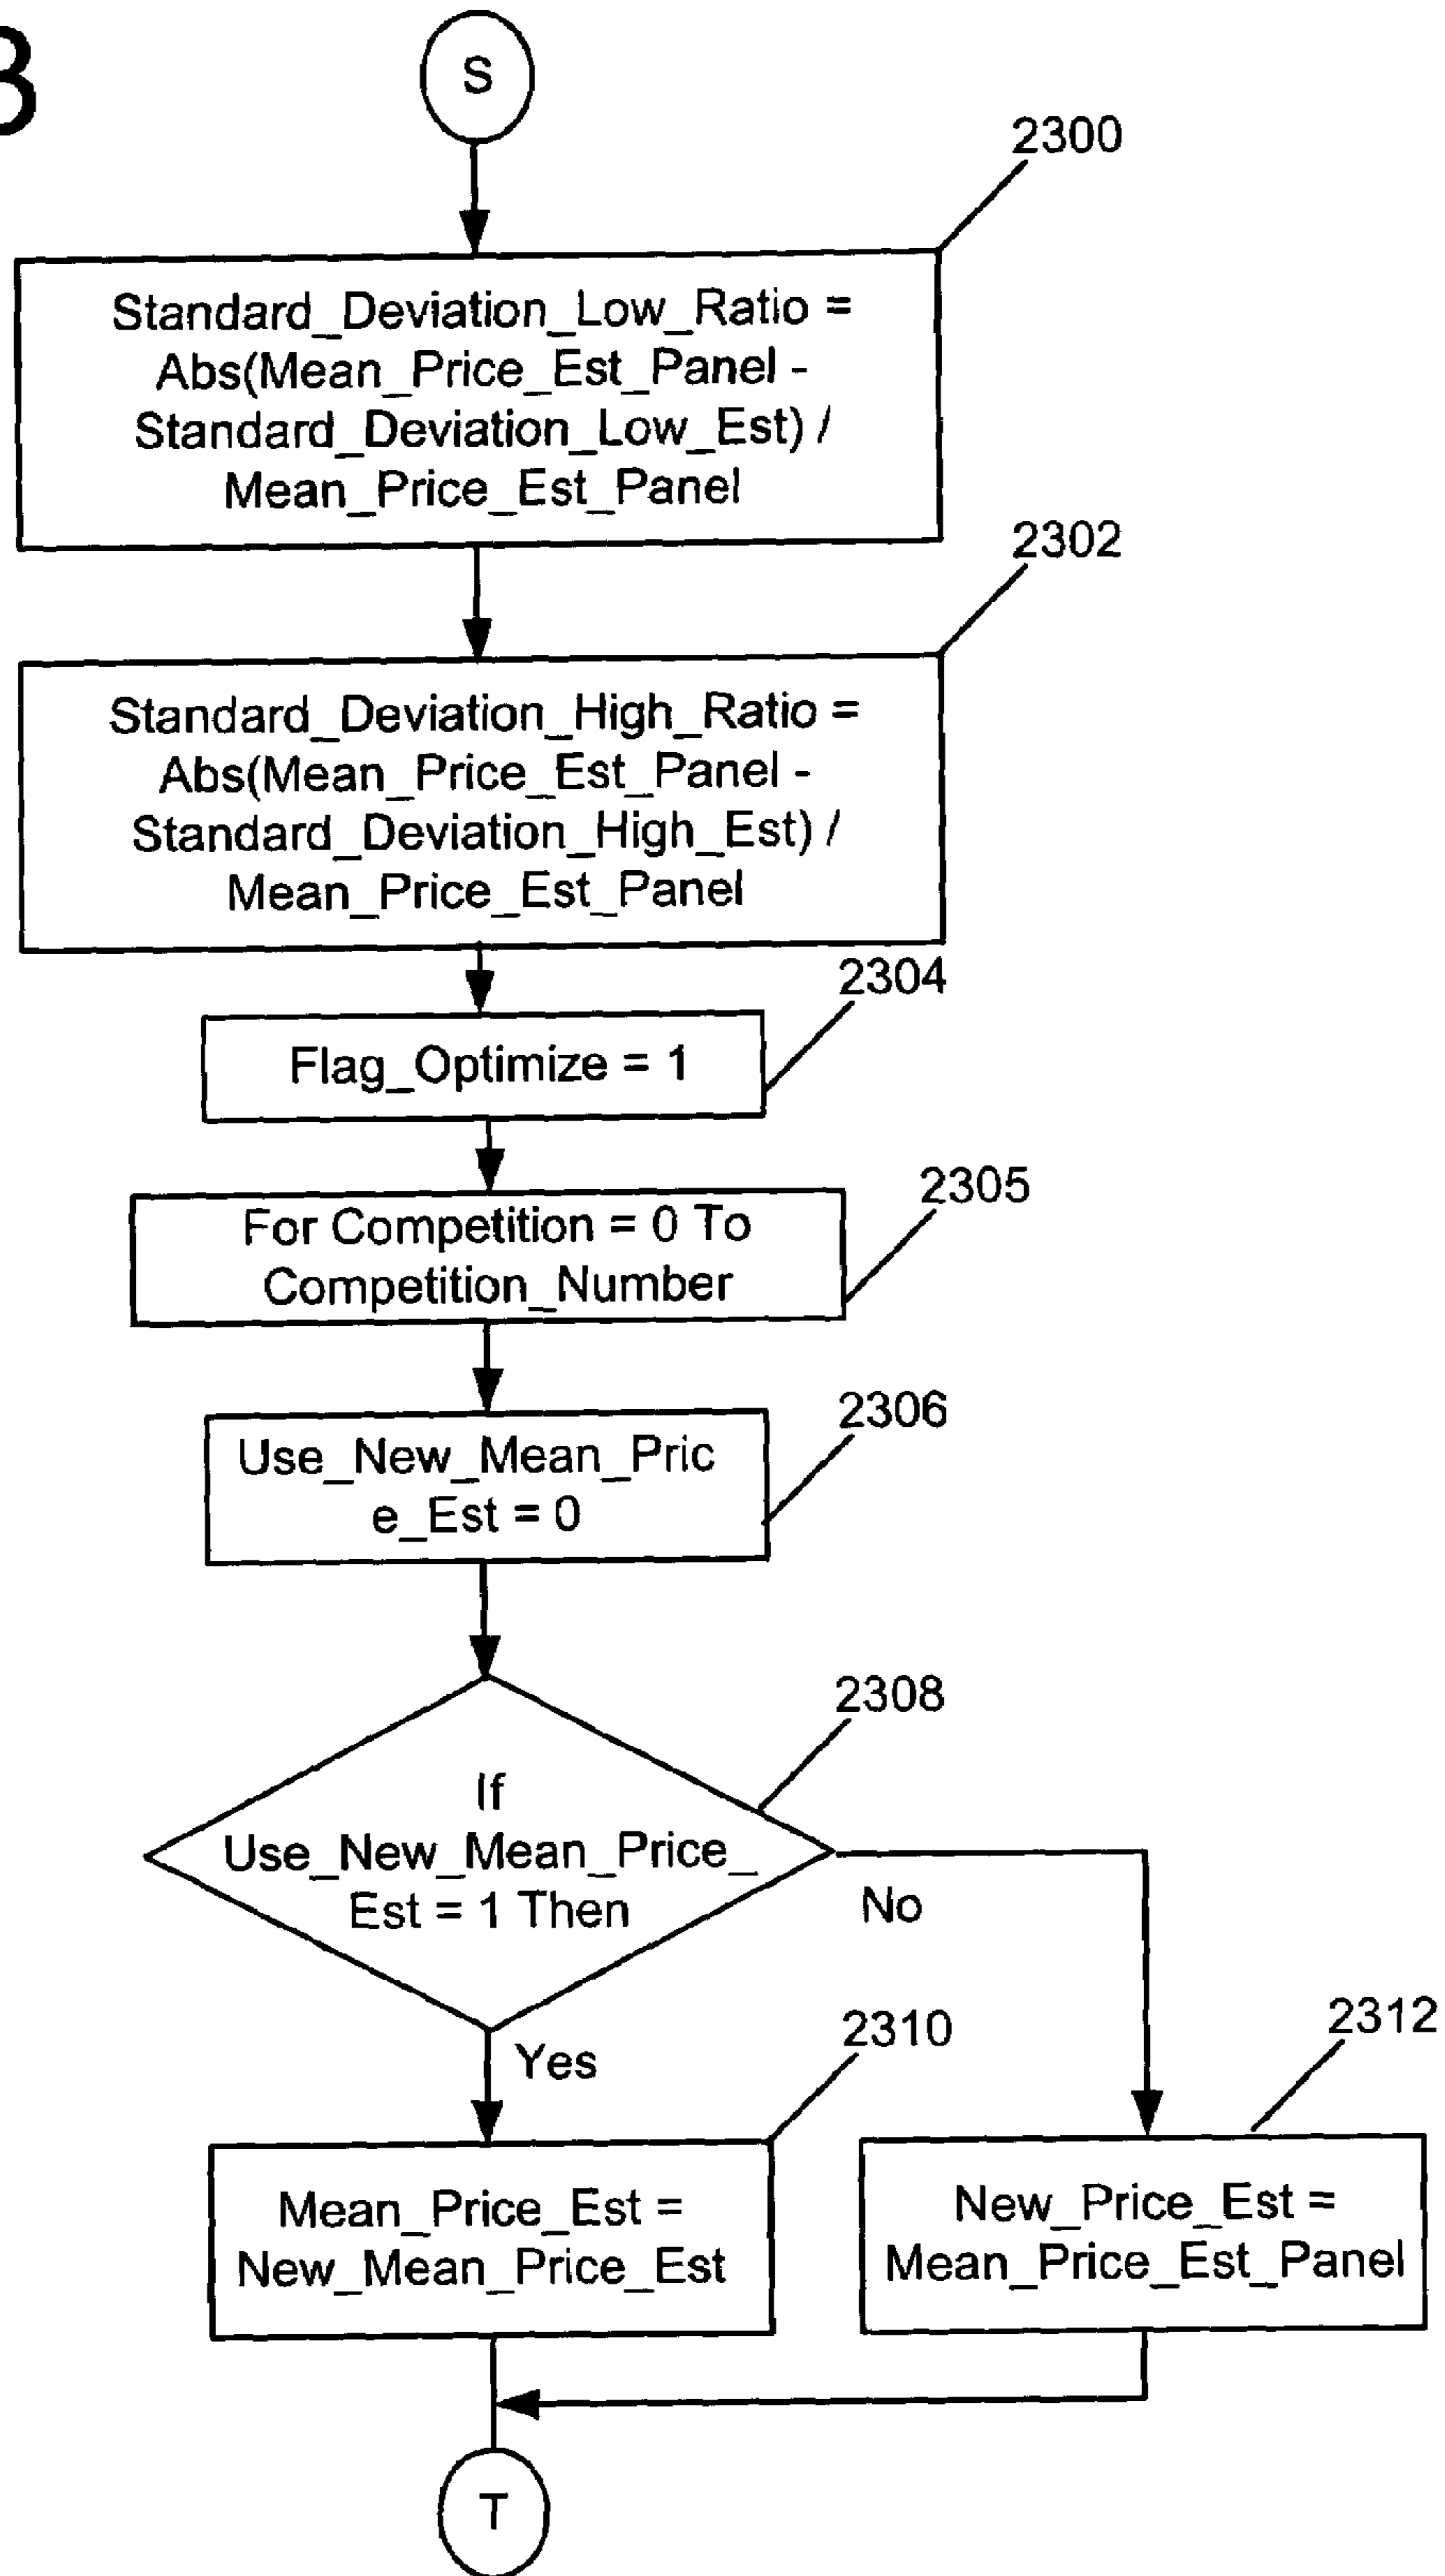 S
2300
Standard_Deviation_Low_Ratio =
Abs(Mean_Price_Est_Panel -
Standard_Deviation_Low_Est) /
Mean_Price_Est_Panel
2302
Standard_Deviation_High_Ratio =
Abs(Mean_Price_Est_Panel -
Standard_Deviation_High_Est) /
Mean_Price_Est_Panel
2304
Flag_Optimize = 1
2305
For Competition = 0 To
Competition_Number
2306
Use_New_Mean_Pric
e_Est = 0
2308
If
Use_New_Mean_Price_
Est = 1 Then
No
Yes
2310
2312
Mean_Price_Est =
New_Mean_Price_Est
New_Price_Est =
Mean_Price_Est_Panel
T